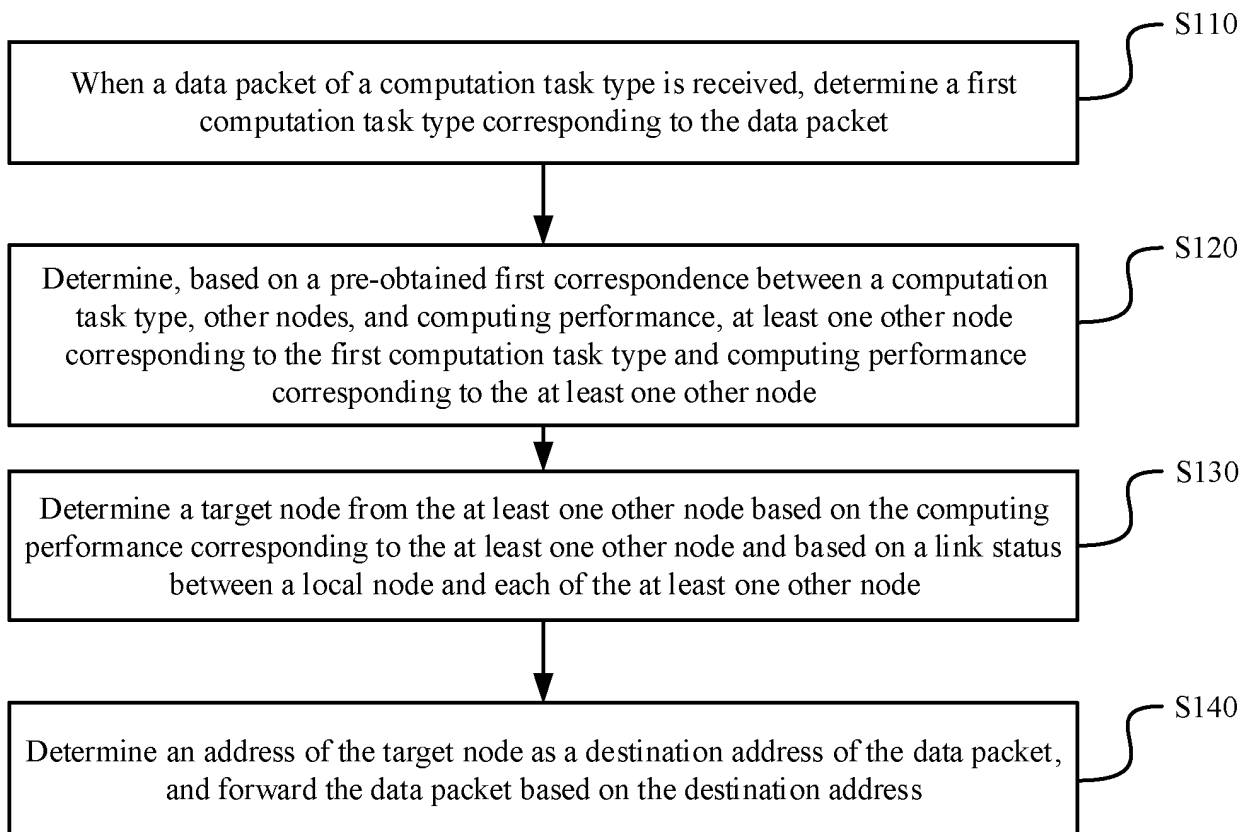 S110
When a data packet of a computation task type is received, determine a first
computation task type corresponding to the data packet
S120
Determine, based on a pre-obtained first correspondence between a computation
task type, other nodes, and computing performance, at least one other node
corresponding to the first computation task type and computing performance
corresponding to the at least one other node
S130
Determine a target node from the at least one other node based on the computing
performance corresponding to the at least one other node and based on a link status
between a local node and each of the at least one other node
S140
Determine an address of the target node as a destination address of the data packet,
and forward the data packet based on the destination address